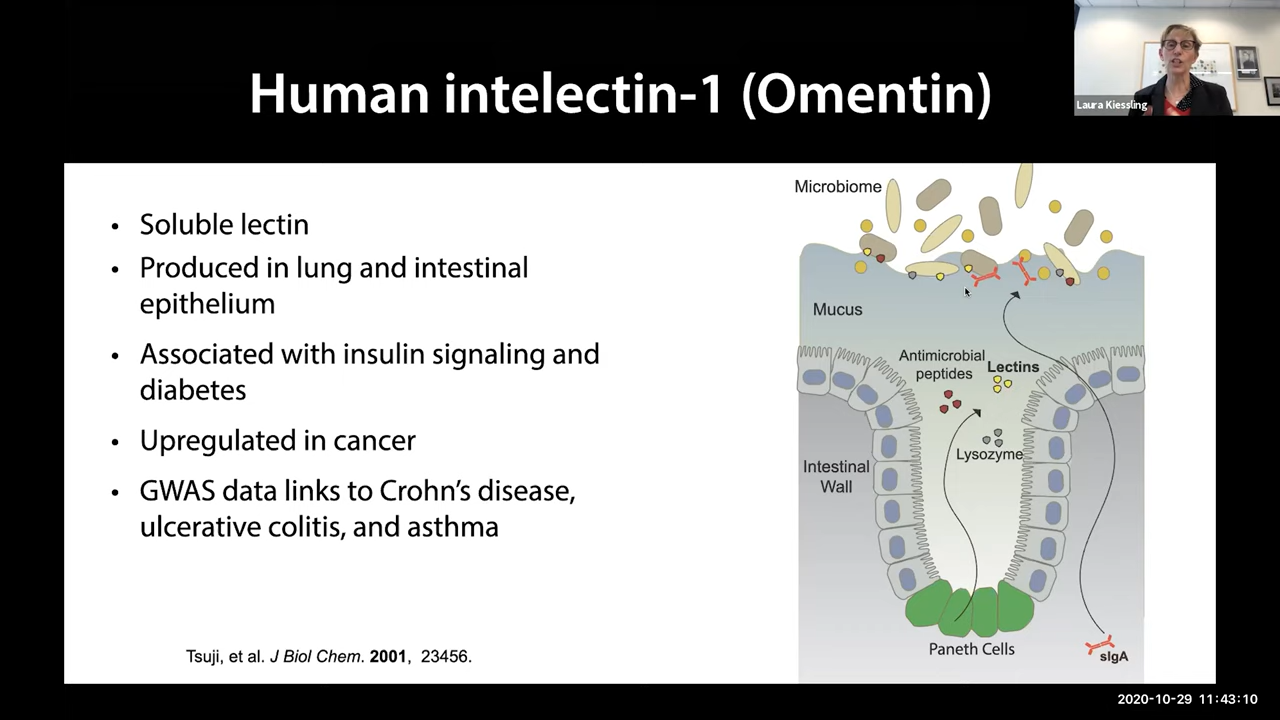 Human intelectin-1 (Omentin)
Laura Kiessling
• Soluble lectin
• Produced in lung and intestinal
epithelium
• Associated with insulin signaling and
diabetes
• Upregulated in cancer
• GWAS data links to Crohn’s disease,
ulcerative colitis, and asthma
Tsuji, et al. J Biol Chem. 2001, 23456.
Microbiome
Mucus
Antimicrobial
peptides
Lectins
Lysozyme
Intestinal
Wall
Paneth Cells
sIgA
2020-10-29 11:43:10